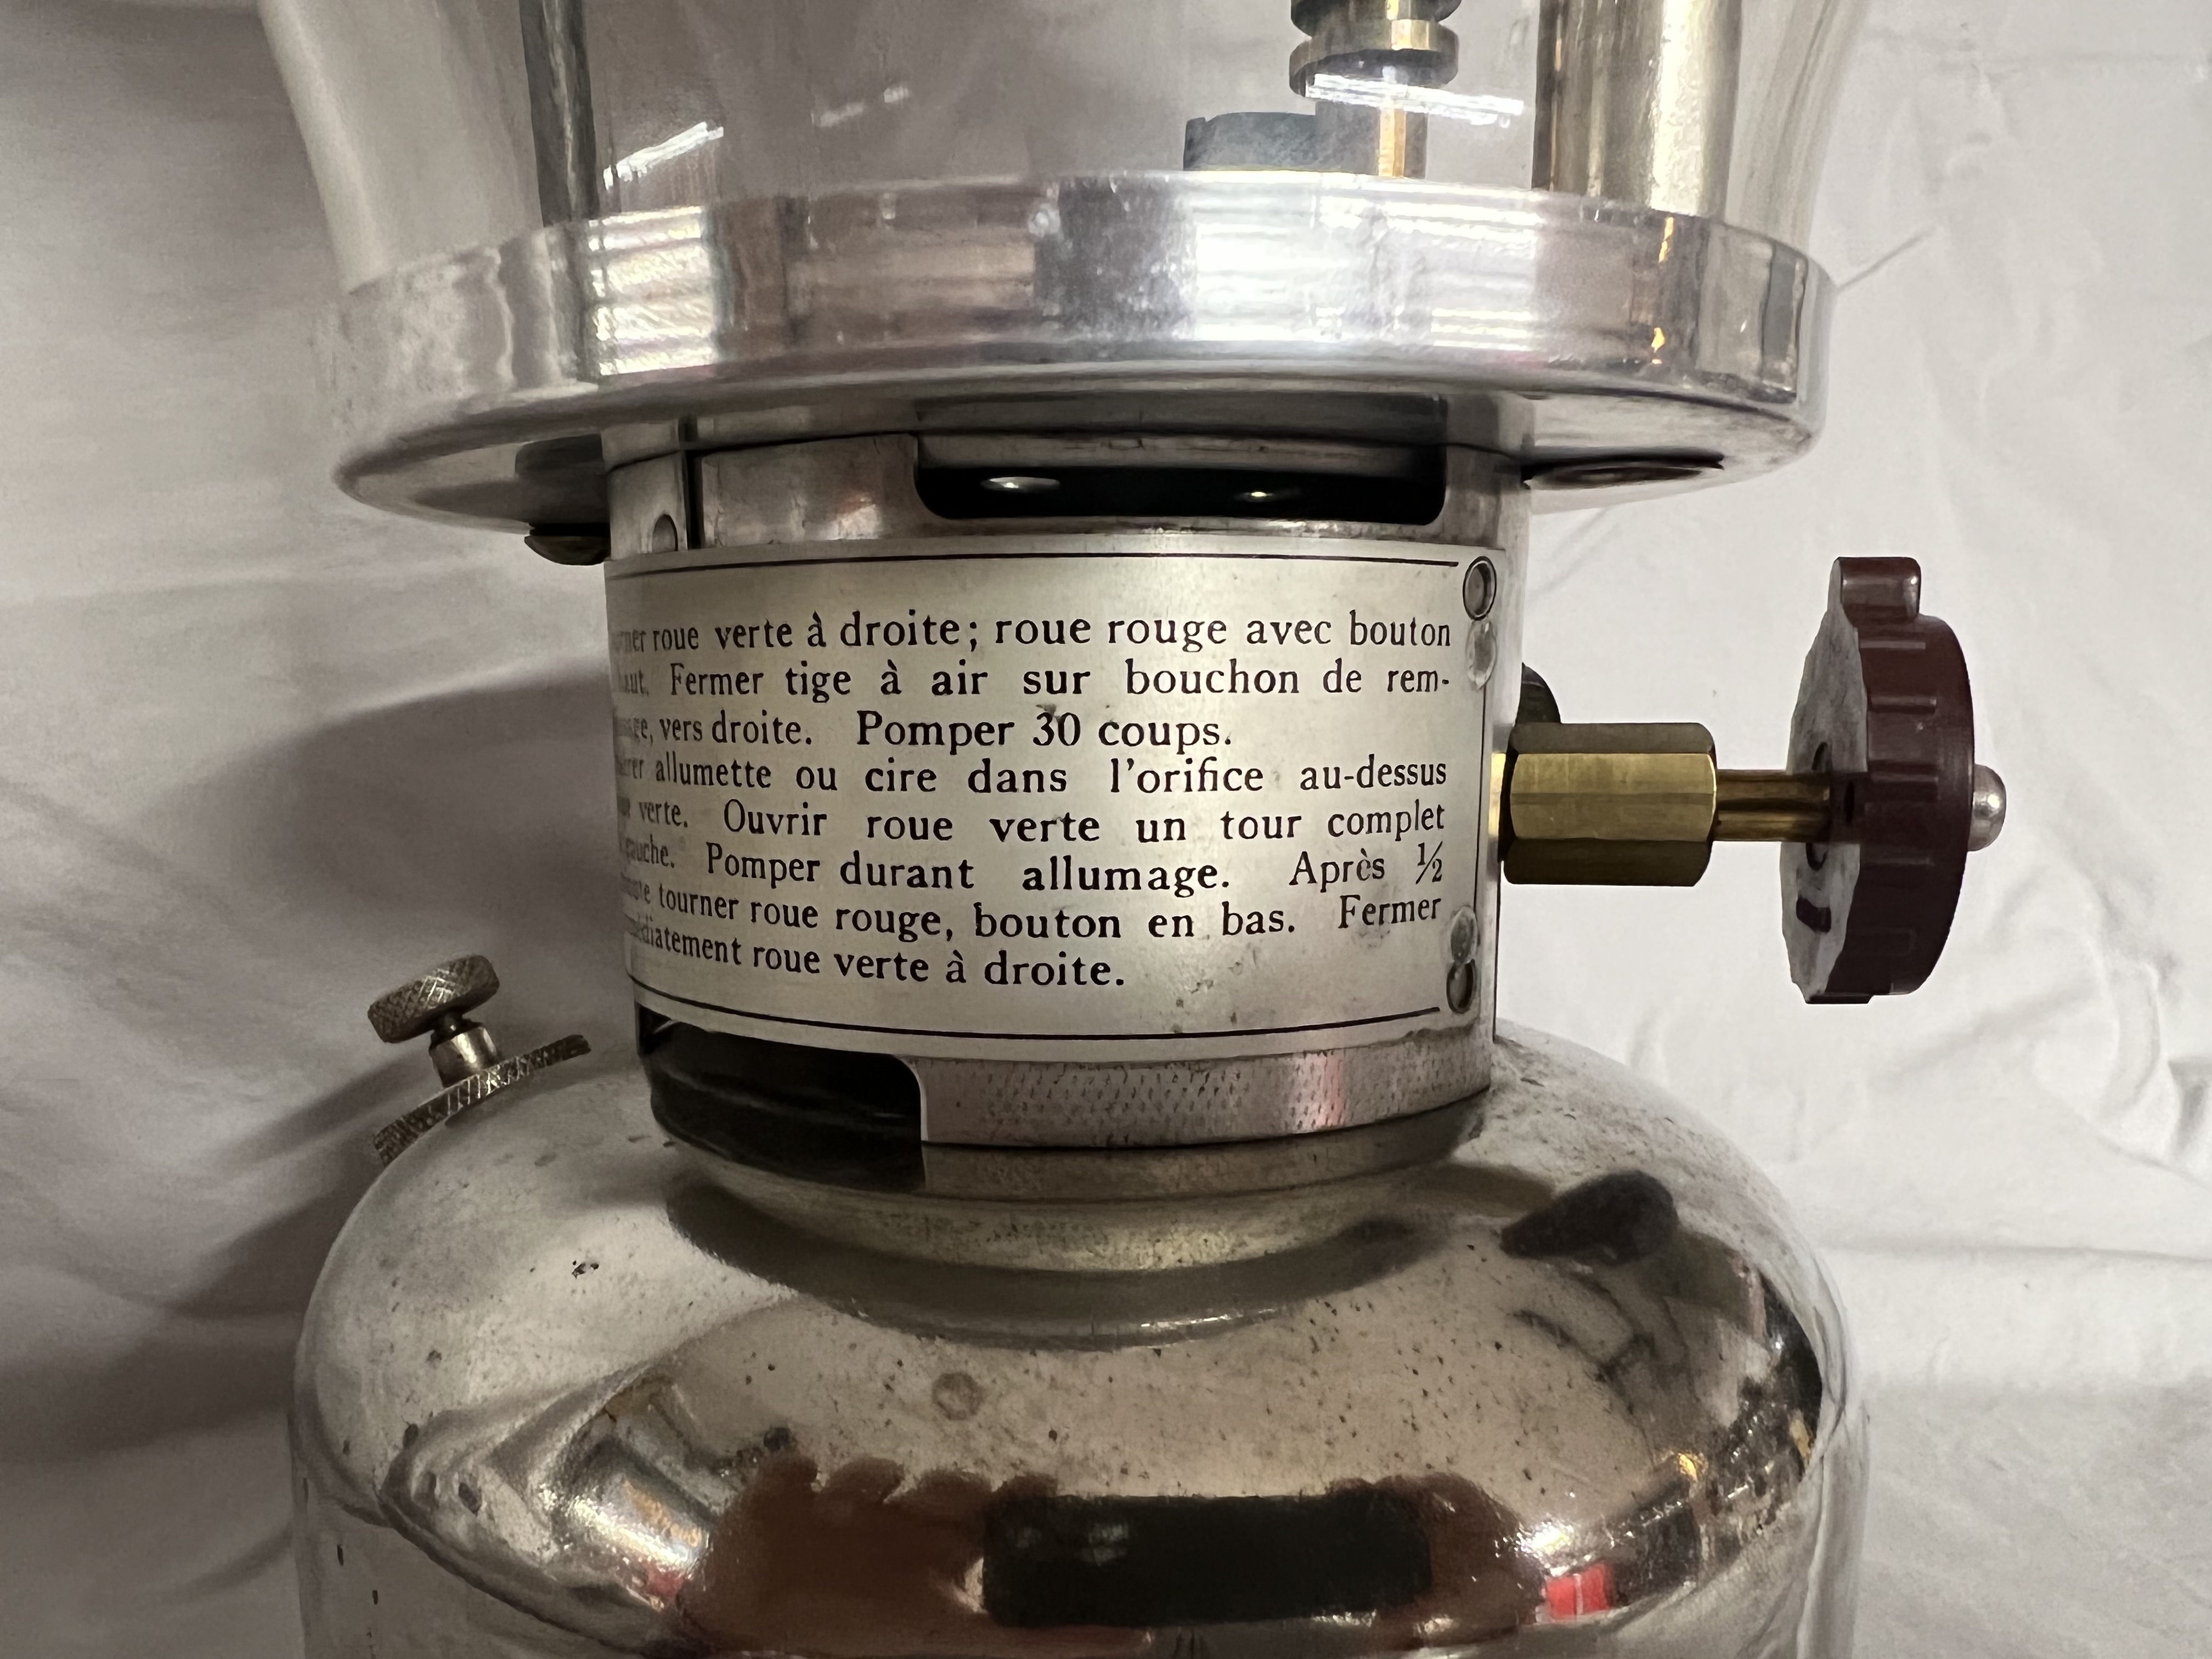 roue verte à droite; roue rouge avec bouton
Fermer tige à air sur bouchon de rem-
vers droite. Pomper 30 coups.
allumette ou cire dans l'orifice au-dessus
verte. Ouvrir roue verte un tour complet
Pomper durant allumage. Après ½
tourner roue rouge, bouton en bas. Fermer
roue verte à droite.